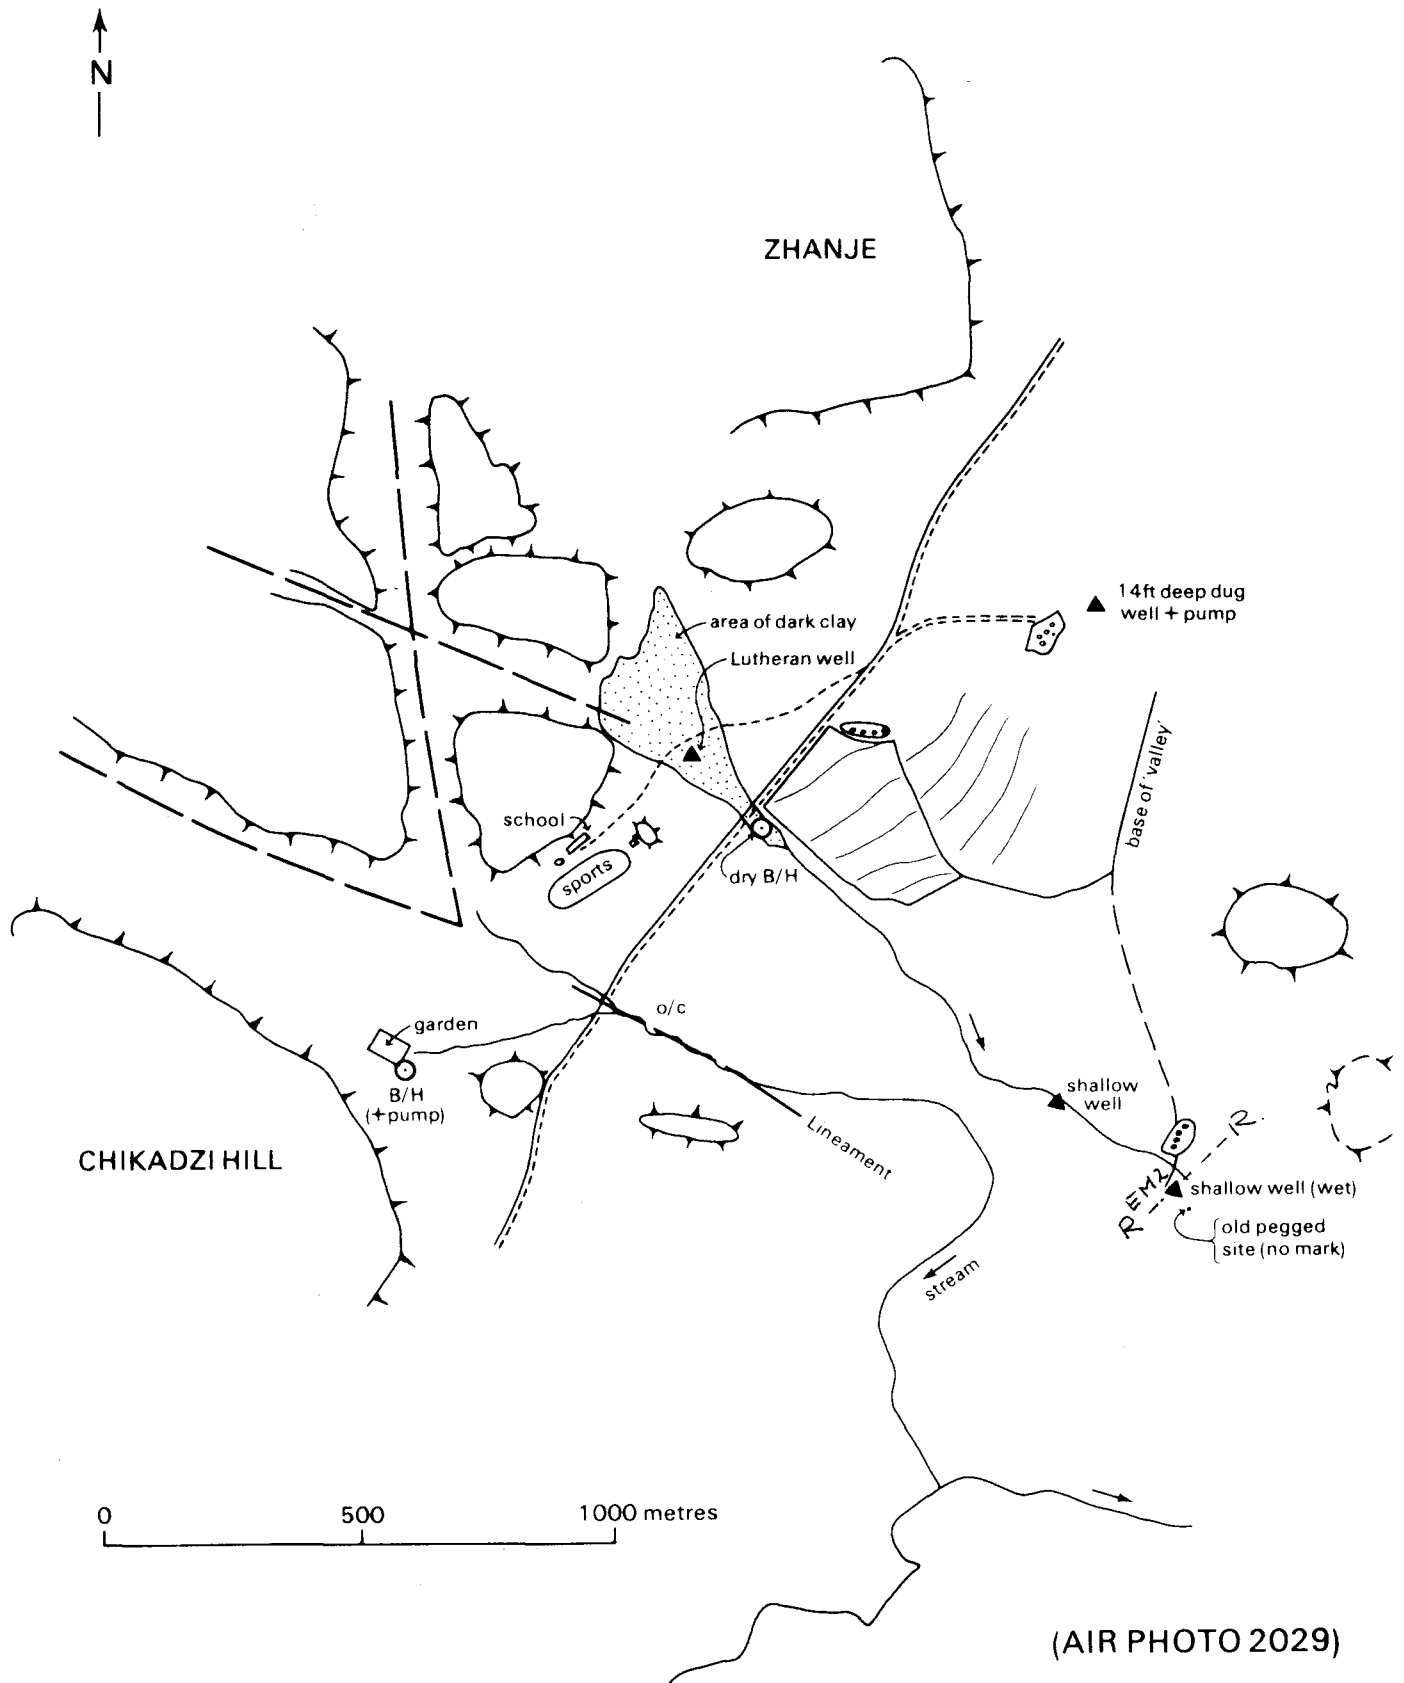 N
ZHANJE
14ft deep dug
well + pump
area of dark clay
Lutheran well
base of 'valley'
school
sports
dry B/H
o/c
garden
B/H
(+pump)
shallow
well
CHIKADZI HILL
Lineament
R.
EM2
R
shallow well (wet)
old pegged
site (no mark)
stream
0 500 1000 metres
(AIR PHOTO 2029)